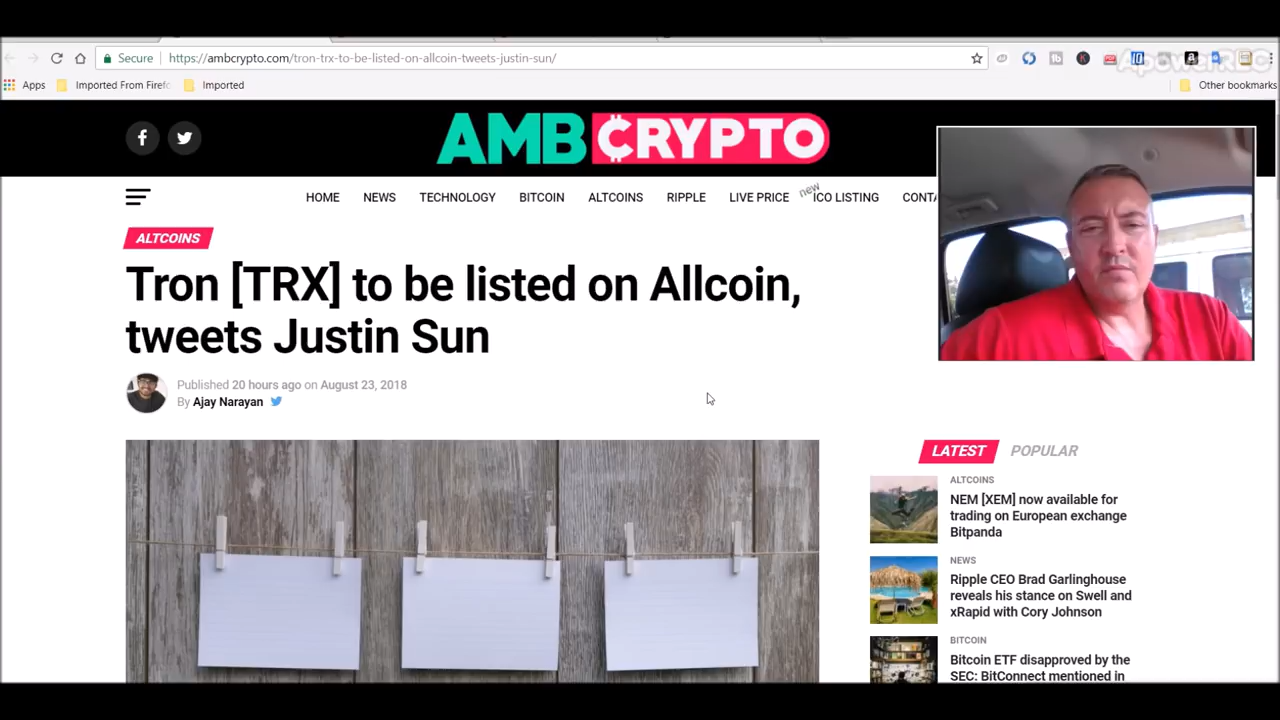 Secure
https://ambcrypto.com/tron-trx-to-be-listed-on-allcoin-tweets-justin-sun/
ApowerREC
Apps
Imported From Firefo
Imported
Other bookmarks
AMBCRYPTO
HOME
NEWS
TECHNOLOGY
BITCOIN
ALTCOINS
RIPPLE
LIVE PRICE
new
ICO LISTING
CONTA
ALTCOINS
Tron [TRX] to be listed on Allcoin,
tweets Justin Sun
Published 20 hours ago on August 23, 2018
By Ajay Narayan
LATEST
POPULAR
ALTCOINS
NEM [XEM] now available for
trading on European exchange
Bitpanda
NEWS
Ripple CEO Brad Garlinghouse
reveals his stance on Swell and
xRapid with Cory Johnson
BITCOIN
Bitcoin ETF disapproved by the
SEC: BitConnect mentioned in